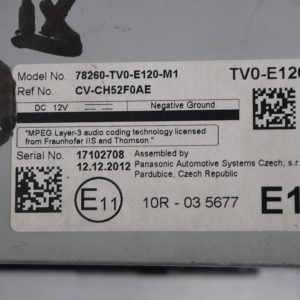 Model No. 78260-TV0-E120-M1 TV0-E120
Ref No. CV-CH52F0AE
DC 12V Negative Ground
"MPEG Layer-3 audio coding technology licensed
from Fraunhofer IIS and Thomson."
Serial No. 17102708 Assembled by
12.12.2012 Panasonic Automotive Systems Czech, s.r.o
Pardubice, Czech Republic
E11 10R - 03 5677 E1